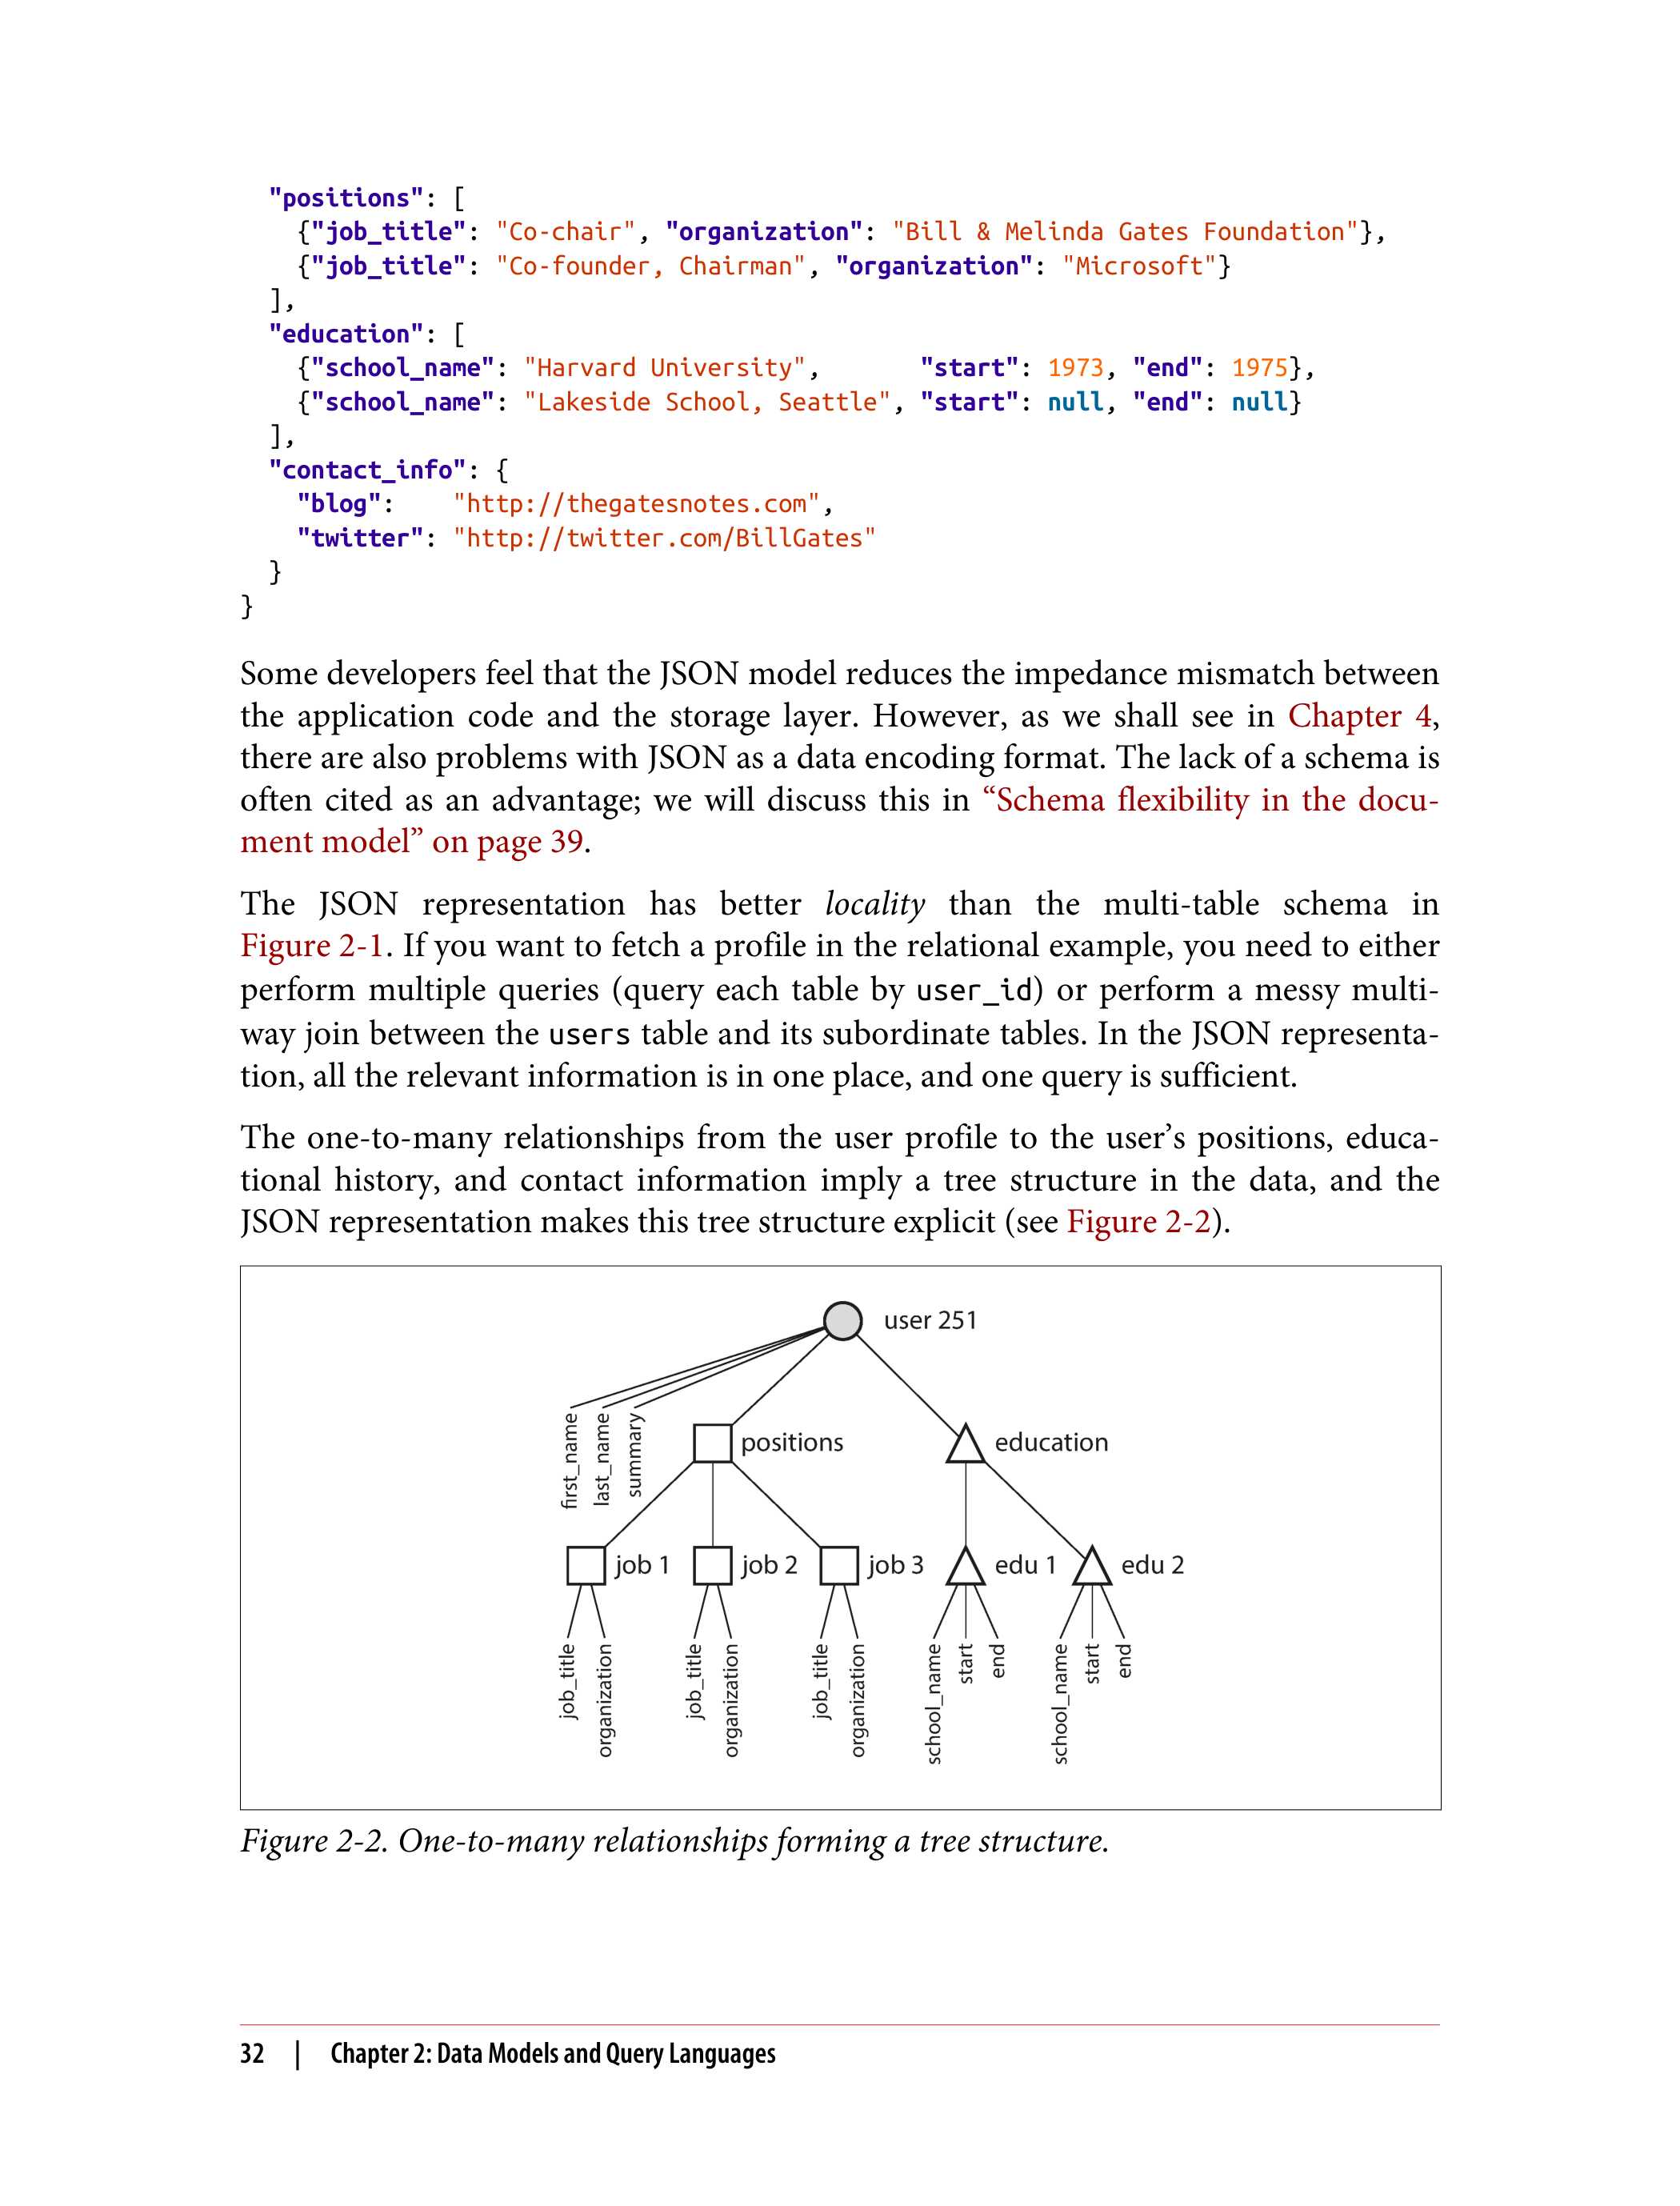 "positions": [
{"job_title": "Co-chair", "organization": "Bill & Melinda Gates Foundation"},
{"job_title": "Co-founder, Chairman", "organization": "Microsoft"}
],
"education": [
{"school_name": "Harvard University", "start": 1973, "end": 1975},
{"school_name": "Lakeside School, Seattle", "start": null, "end": null}
],
"contact_info": {
"blog": "http://thegatesnotes.com",
"twitter": "http://twitter.com/BillGates"
}
}
Some developers feel that the JSON model reduces the impedance mismatch between
the application code and the storage layer. However, as we shall see in Chapter 4,
there are also problems with JSON as a data encoding format. The lack of a schema is
often cited as an advantage; we will discuss this in “Schema flexibility in the docu-
ment model” on page 39.
The JSON representation has better locality than the multi-table schema in
Figure 2-1. If you want to fetch a profile in the relational example, you need to either
perform multiple queries (query each table by user_id) or perform a messy multi-
way join between the users table and its subordinate tables. In the JSON representa-
tion, all the relevant information is in one place, and one query is sufficient.
The one-to-many relationships from the user profile to the user’s positions, educa-
tional history, and contact information imply a tree structure in the data, and the
JSON representation makes this tree structure explicit (see Figure 2-2).
user 251
first_name
last_name
summary
positions
education
job 1
job 2
job 3
edu 1
edu 2
job_title
organization
job_title
organization
job_title
organization
school_name
start
end
school_name
start
end
Figure 2-2. One-to-many relationships forming a tree structure.
32 | Chapter 2: Data Models and Query Languages